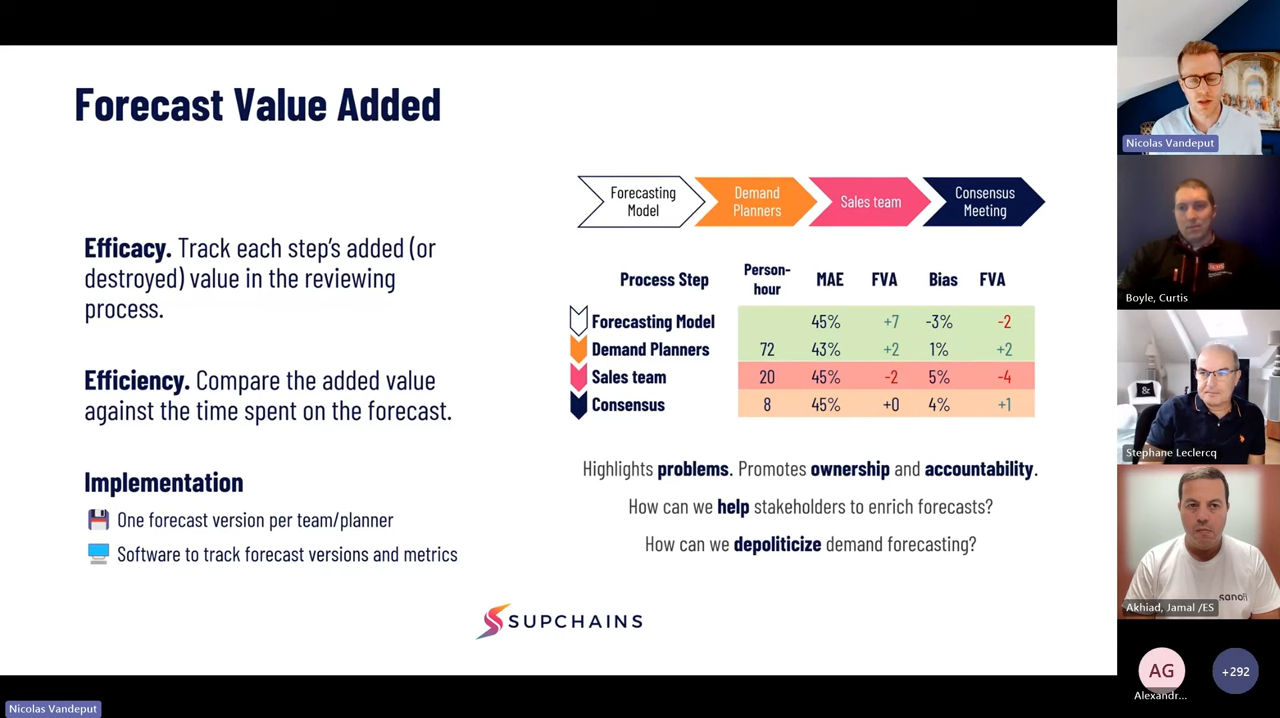 Forecast Value Added
Efficacy. Track each step's added (or
destroyed) value in the reviewing
process.
Efficiency. Compare the added value
against the time spent on the forecast.
Implementation
One forecast version per team/planner
Software to track forecast versions and metrics
Forecasting
Model
Demand
Planners
Sales team
Consensus
Meeting
Process Step Person-hour MAE FVA Bias FVA
Forecasting Model 45% +7 -3% -2
Demand Planners 72 43% +2 1% +2
Sales team 20 45% -2 5% -4
Consensus 8 45% +0 4% +1
Highlights problems. Promotes ownership and accountability.
How can we help stakeholders to enrich forecasts?
How can we depoliticize demand forecasting?
SUPCHAINS
Nicolas Vandeput
Boyle, Curtis
&
Stephane Leclercq
sanofi
Akhiad, Jamal /ES
AG
Alexandr...
+292
Nicolas Vandeput